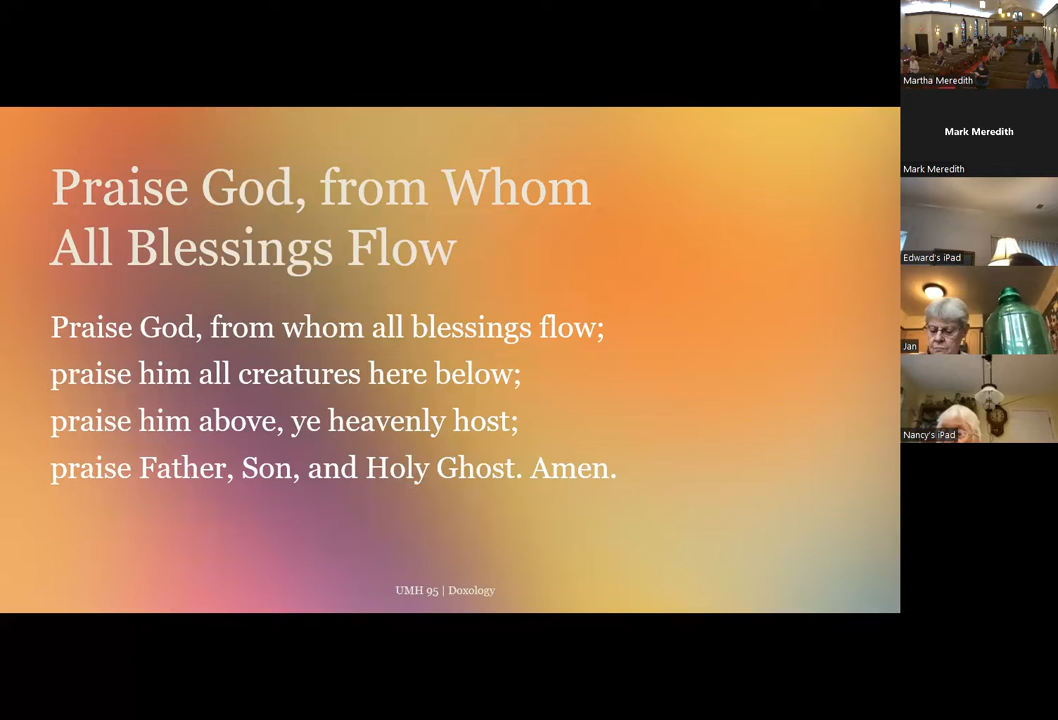 Praise God, from Whom
All Blessings Flow
Praise God, from whom all blessings flow;
praise him all creatures here below;
praise him above, ye heavenly host;
praise Father, Son, and Holy Ghost. Amen.
UMH 95 | Doxology
Martha Meredith
Mark Meredith
Mark Meredith
Edward's iPad
Jan
Nancy's iPad